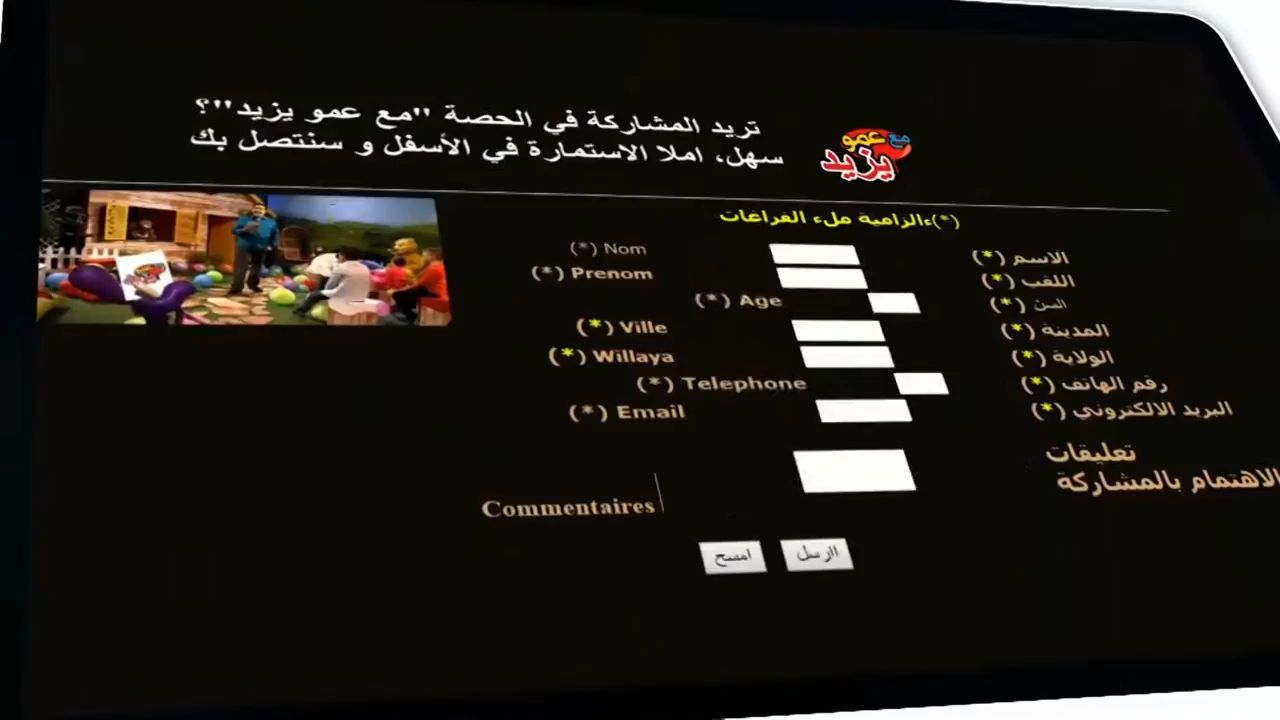 تريد المشاركة في الحصة "مع عمو يزيد"؟
سهل، املا الاستمارة في الأسفل و سنتصل بك
مع عمو
يزيد
(*)ءالزامية ملء الفراغات
الاسم (*)
Nom (*)
اللقب (*)
Prenom (*)
السن (*)
Age (*)
المدينة (*)
Ville (*)
الولاية (*)
Willaya (*)
رقم الهاتف (*)
Telephone (*)
البريد الالكتروني (*)
Email (*)
تعليقات
الاهتمام بالمشاركة
Commentaires
اارسل
امسح